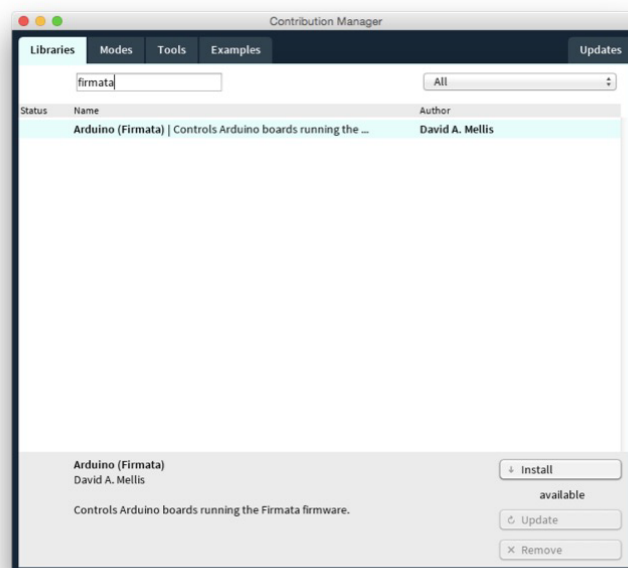 Contribution Manager
Libraries Modes Tools Examples Updates
firmata All
Status Name Author
Arduino (Firmata) | Controls Arduino boards running the ... David A. Mellis
Arduino (Firmata)
David A. Mellis
Install
available
Controls Arduino boards running the Firmata firmware.
Update
Remove